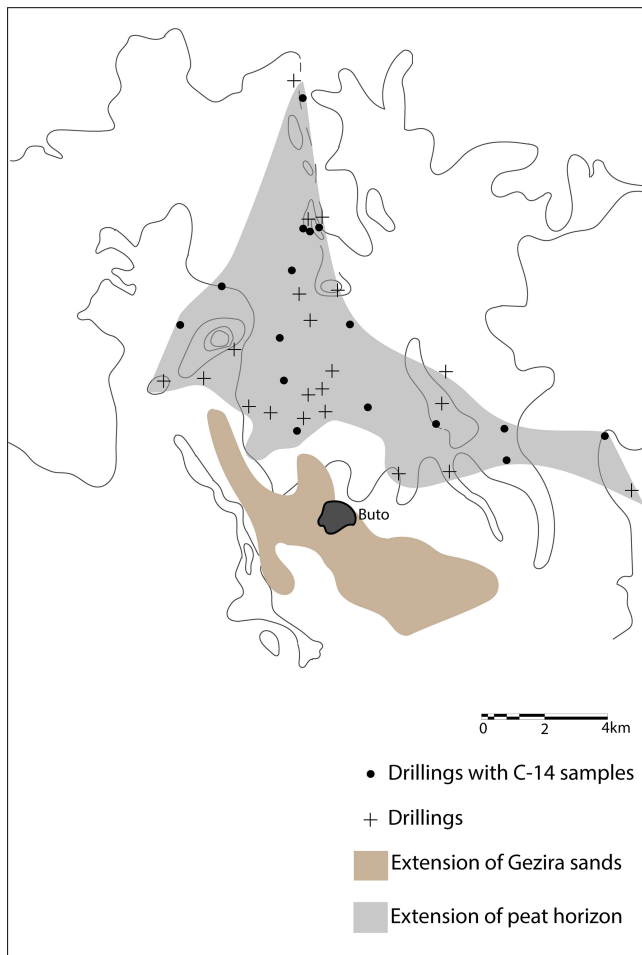 Buto
0 2 4km
Drillings with C-14 samples
Drillings
Extension of Gezira sands
Extension of peat horizon